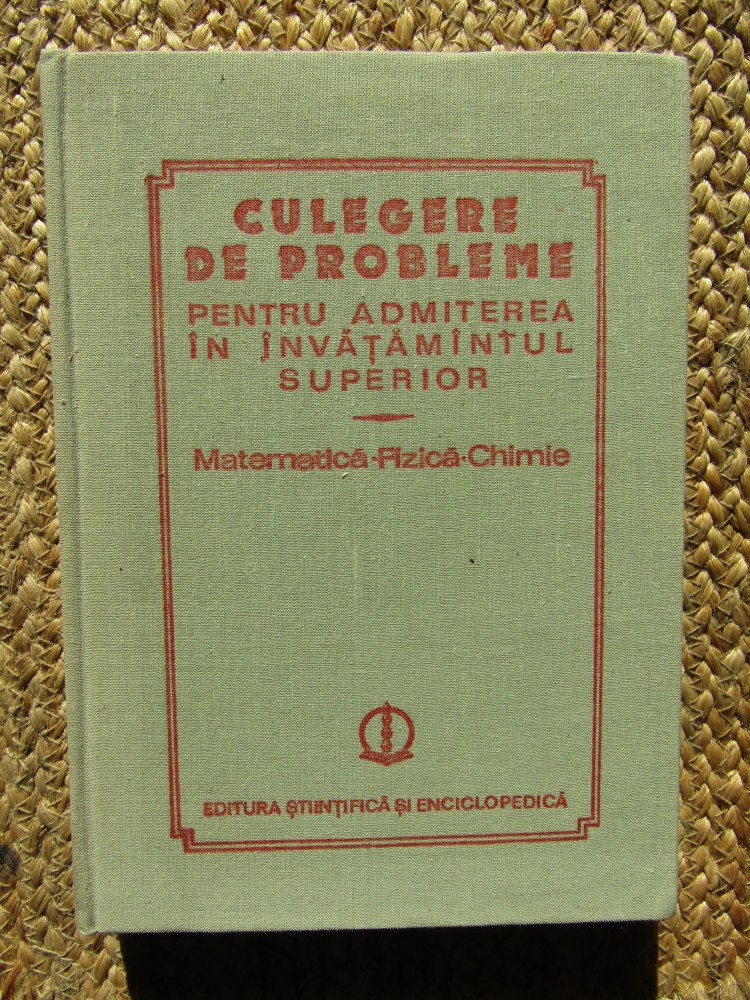 CULEGERE
DE PROBLEME
PENTRU ADMITEREA
ÎN ÎNVĂȚĂMÎNTUL
SUPERIOR
Matematică·Fizică·Chimie
EDITURA ȘTIINȚIFICĂ ȘI ENCICLOPEDICĂ